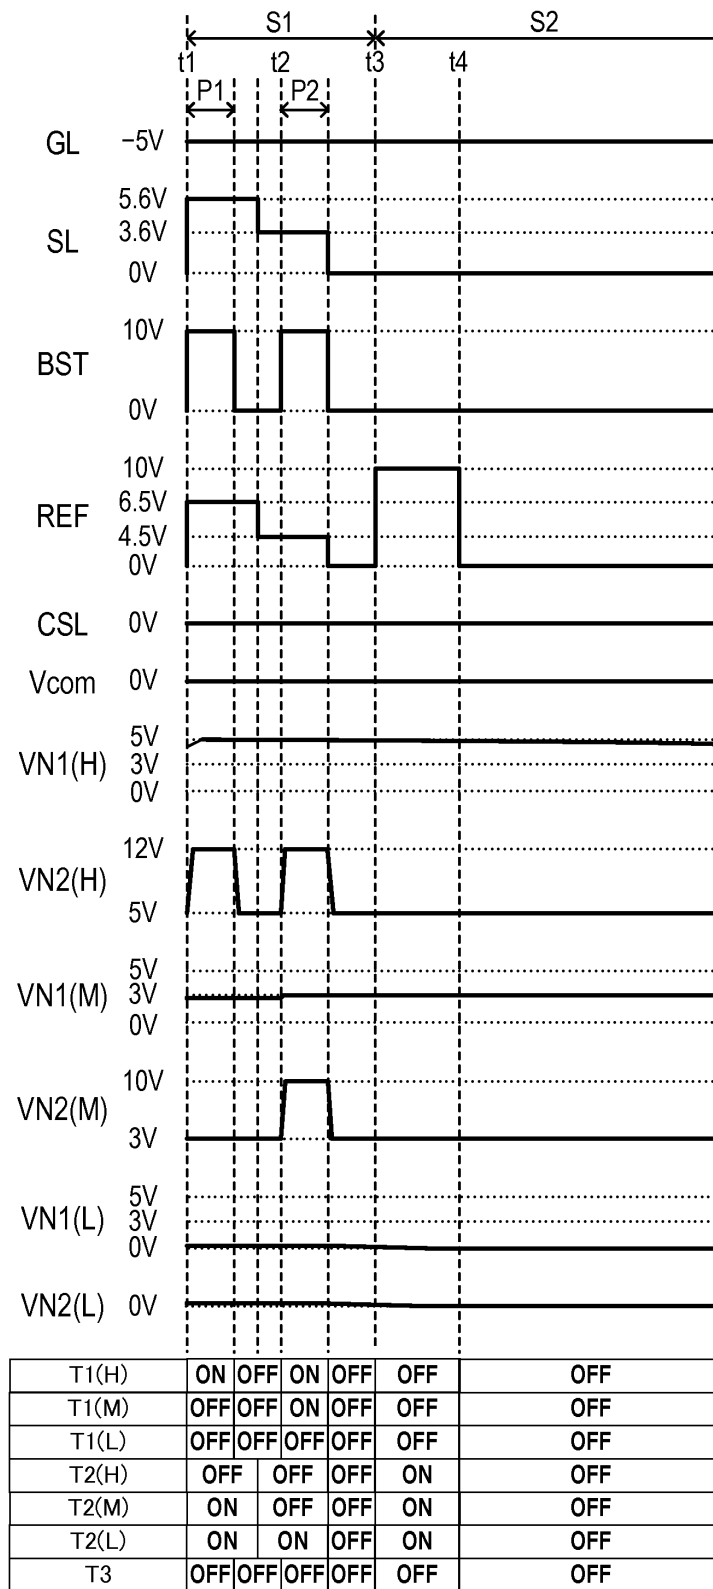 S1 S2
t1 t2 t3 t4
P1 P2
GL −5V
5.6V
SL 3.6V
0V
10V
BST
0V
10V
6.5V
REF 4.5V
0V
CSL 0V
Vcom 0V
5V
VN1(H) 3V
0V
12V
VN2(H)
5V
5V
VN1(M) 3V
0V
10V
VN2(M)
3V
5V
VN1(L) 3V
0V
VN2(L) 0V
T1(H) ON OFF ON OFF OFF OFF
T1(M) OFF OFF ON OFF OFF OFF
T1(L) OFF OFF OFF OFF OFF OFF
T2(H) OFF OFF OFF ON OFF
T2(M) ON OFF OFF ON OFF
T2(L) ON ON OFF ON OFF
T3 OFF OFF OFF OFF OFF OFF